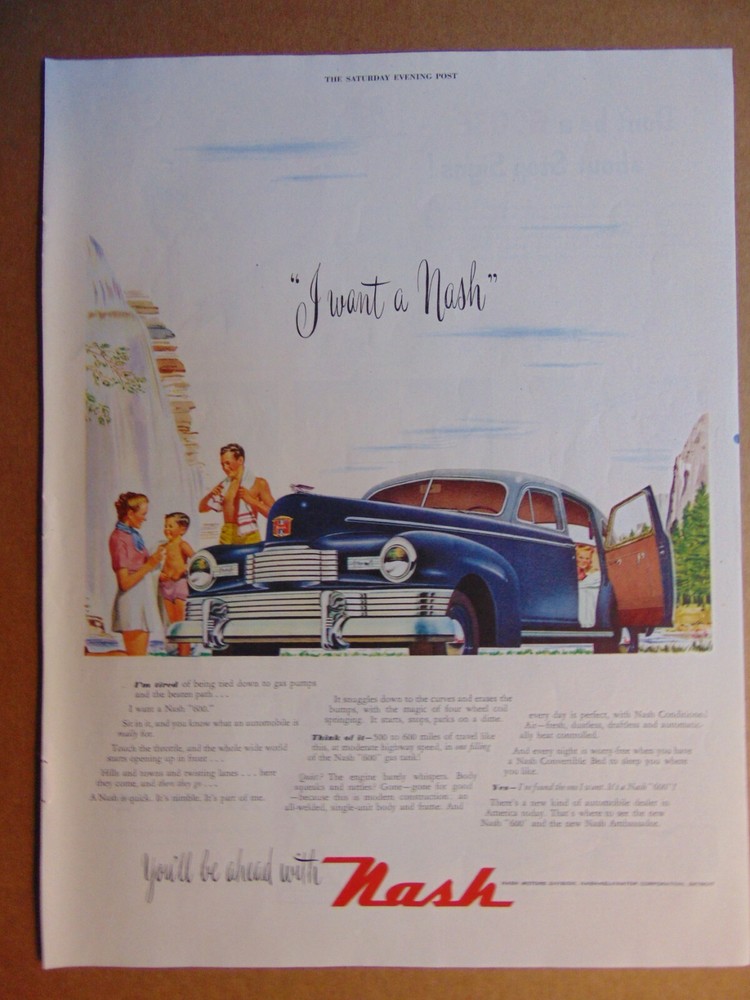 THE SATURDAY EVENING POST
"I want a Nash"
I'm tired of being tied down to gas pumps
and the beaten path . . .
I want a Nash "600."
Sit in it, and you know what an automobile is
really for.
Touch the throttle, and the whole wide world
starts opening up in front . . .
Hills and towns and twisting lanes . . . here
they come, and there they go . . .
A Nash is quick. It's nimble. It's part of me.
It snuggles down to the curves and erases the
bumps, with the magic of four wheel coil
springing. It starts, stops, parks on a dime.
Think of it—500 to 600 miles of travel like
this, at moderate highway speed, on one filling
of the Nash "600" gas tank!
Quiet? The engine barely whispers. Body
squeaks and rattles? Gone—gone for good
—because this is modern construction: an
all-welded, single-unit body and frame. And
every day is perfect, with Nash Conditioned
Air—fresh, dustless, draftless and automatic-
ally heat controlled.
And every night is worry-free when you have
a Nash Convertible Bed to sleep you where
you like.
Yes—I've found the one I want. It's a Nash "600"!
There's a new kind of automobile dealer in
America today. That's where to see the new
Nash "600" and the new Nash Ambassador.
You'll be ahead with Nash
NASH MOTORS DIVISION, NASH-KELVINATOR CORPORATION, DETROIT